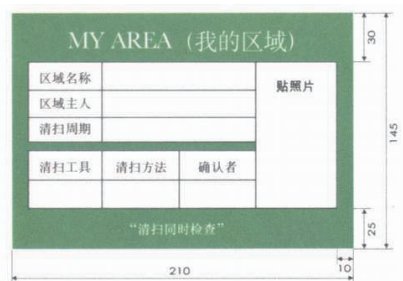 MY AREA (我的区域)
区域名称
贴照片
区域主人
清扫周期
清扫工具 清扫方法 确认者
“清扫同时检查”
30
145
25
10
210